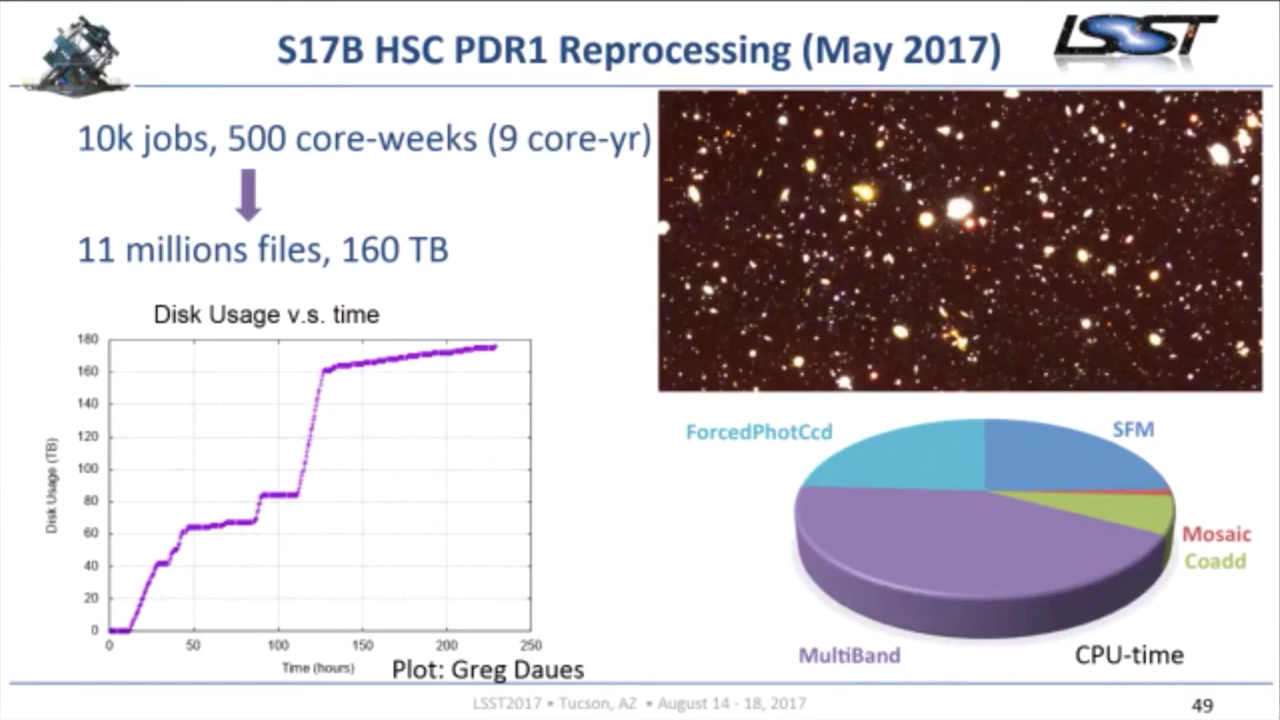 S17B HSC PDR1 Reprocessing (May 2017)
LSST
10k jobs, 500 core-weeks (9 core-yr)
11 millions files, 160 TB
Disk Usage v.s. time
180
160
140
120
100
80
60
40
20
0
Disk Usage (TB)
0 50 100 150 200 250
Time (hours)
Plot: Greg Daues
ForcedPhotCcd
SFM
Mosaic
Coadd
MultiBand
CPU-time
LSST2017 • Tucson, AZ • August 14 - 18, 2017
49